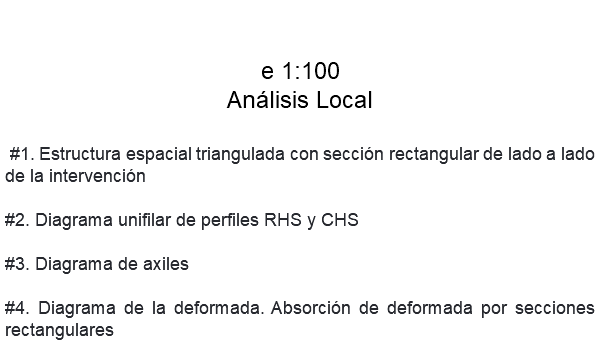 e 1:100
Análisis Local
#1. Estructura espacial triangulada con sección rectangular de lado a lado
de la intervención
#2. Diagrama unifilar de perfiles RHS y CHS
#3. Diagrama de axiles
#4. Diagrama de la deformada. Absorción de deformada por secciones
rectangulares